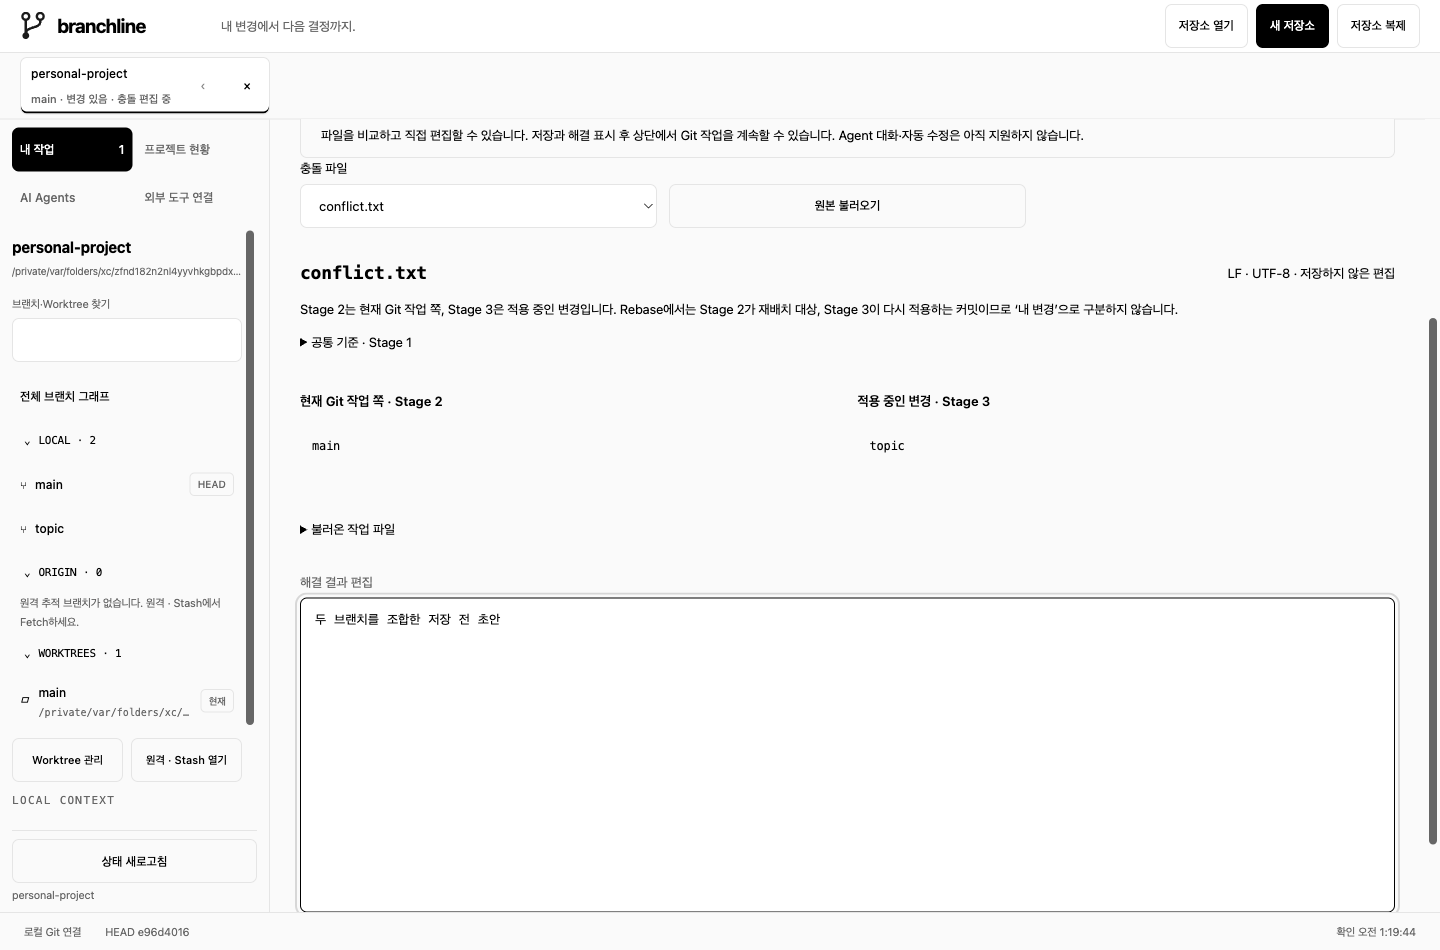 branchline
내 변경에서 다음 결정까지.
저장소 열기
새 저장소
저장소 복제
personal-project
main · 변경 있음 · 충돌 편집 중
내 작업 1
프로젝트 현황
AI Agents
외부 도구 연결
personal-project
/private/var/folders/xc/zfnd182n2nl4yyvhkgbpdx...
브랜치·Worktree 찾기
전체 브랜치 그래프
LOCAL · 2
main HEAD
topic
ORIGIN · 0
원격 추적 브랜치가 없습니다. 원격 · Stash에서
Fetch하세요.
WORKTREES · 1
main
/private/var/folders/xc/…
현재
Worktree 관리
원격 · Stash 열기
LOCAL CONTEXT
상태 새로고침
personal-project
파일을 비교하고 직접 편집할 수 있습니다. 저장과 해결 표시 후 상단에서 Git 작업을 계속할 수 있습니다. Agent 대화·자동 수정은 아직 지원하지 않습니다.
충돌 파일
conflict.txt
원본 불러오기
conflict.txt
LF · UTF-8 · 저장하지 않은 편집
Stage 2는 현재 Git 작업 쪽, Stage 3은 적용 중인 변경입니다. Rebase에서는 Stage 2가 재배치 대상, Stage 3이 다시 적용하는 커밋이므로 ‘내 변경’으로 구분하지 않습니다.
공통 기준 · Stage 1
현재 Git 작업 쪽 · Stage 2
main
적용 중인 변경 · Stage 3
topic
불러온 작업 파일
해결 결과 편집
두 브랜치를 조합한 저장 전 초안
로컬 Git 연결
HEAD e96d4016
확인 오전 1:19:44